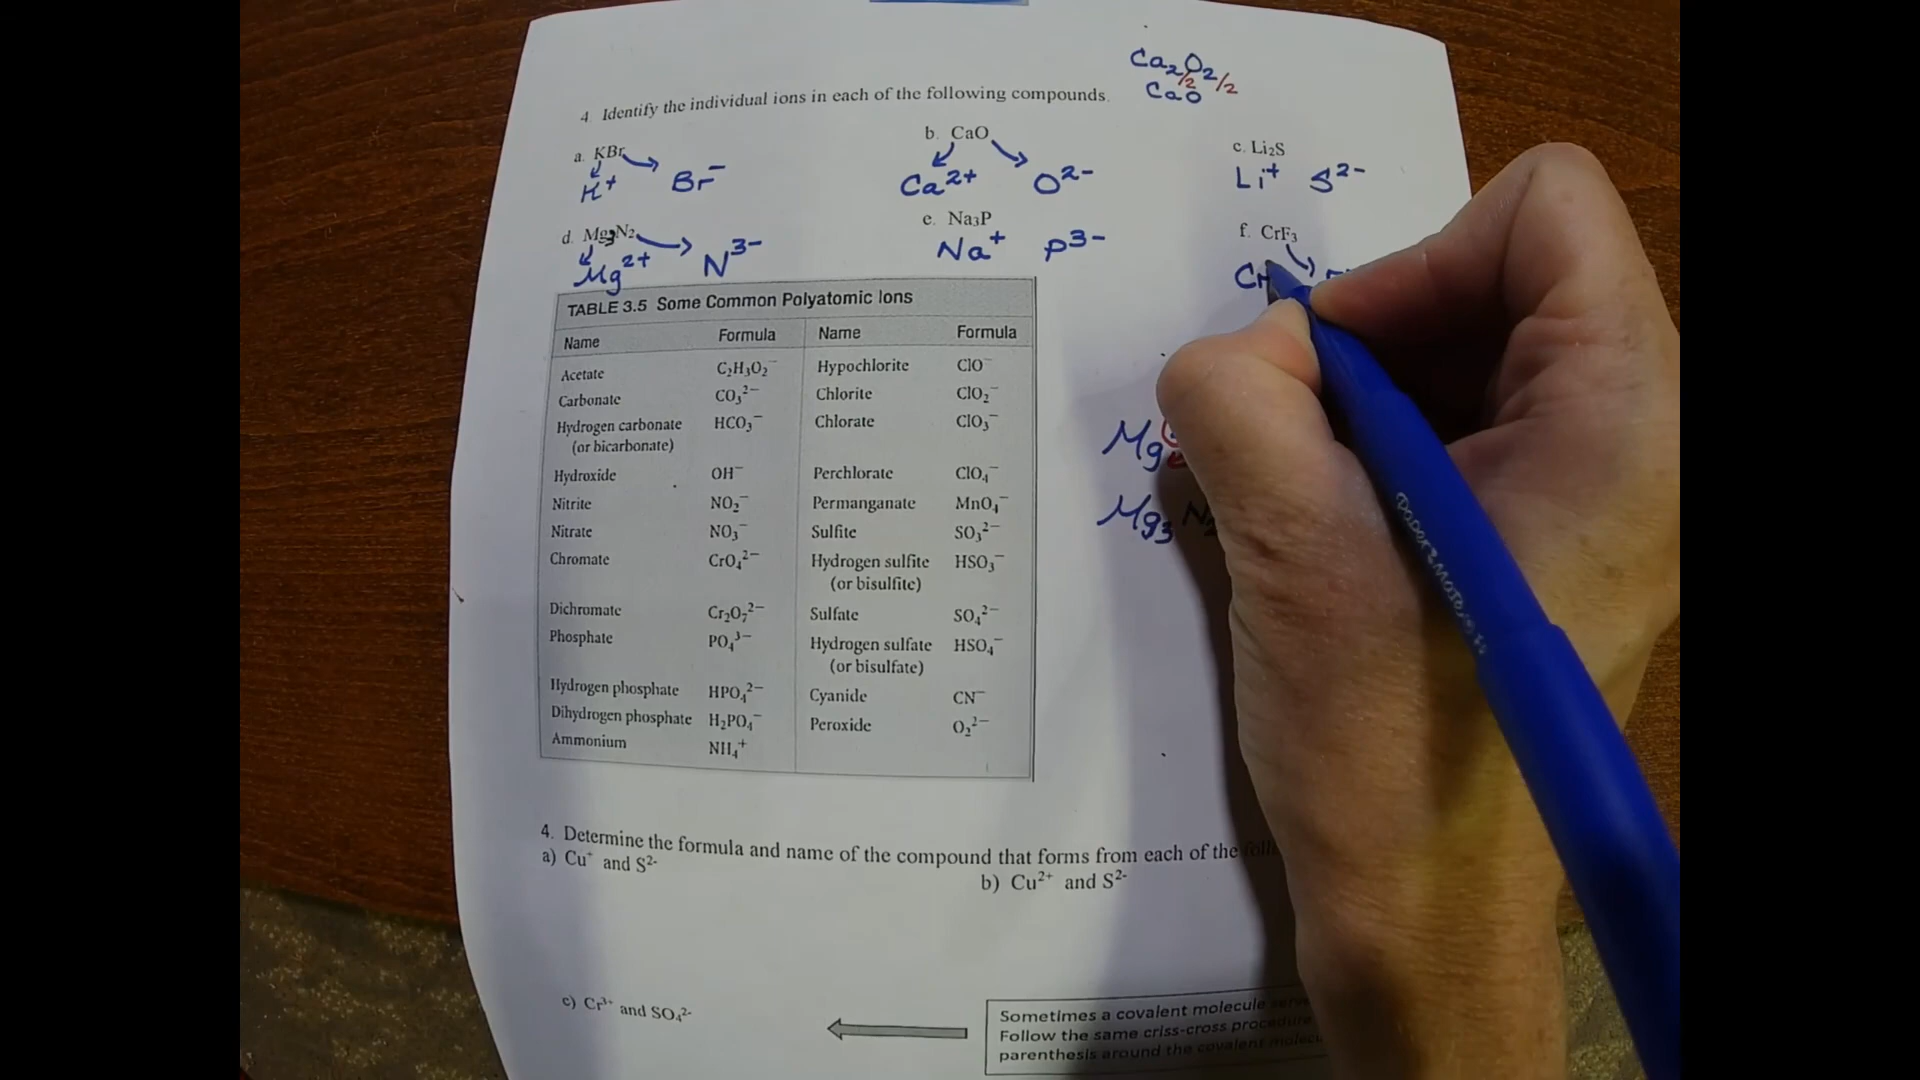 Ca₂O₂/2
/2
CaO
4. Identify the individual ions in each of the following compounds.
a. KBr
b. CaO
c. Li₂S
K⁺ Br⁻
Ca²⁺ O²⁻
Li⁺ S²⁻
d. Mg₃N₂
e. Na₃P
f. CrF₃
Mg²⁺ N³⁻
Na⁺ P³⁻
Cr
TABLE 3.5 Some Common Polyatomic Ions
Name Formula Name Formula
Acetate C₂H₃O₂⁻ Hypochlorite ClO⁻
Carbonate CO₃²⁻ Chlorite ClO₂⁻
Hydrogen carbonate HCO₃⁻ Chlorate ClO₃⁻
(or bicarbonate)
Hydroxide OH⁻ Perchlorate ClO₄⁻
Nitrite NO₂⁻ Permanganate MnO₄⁻
Nitrate NO₃⁻ Sulfite SO₃²⁻
Chromate CrO₄²⁻ Hydrogen sulfite HSO₃⁻
(or bisulfite)
Dichromate Cr₂O₇²⁻ Sulfate SO₄²⁻
Phosphate PO₄³⁻ Hydrogen sulfate HSO₄⁻
(or bisulfate)
Hydrogen phosphate HPO₄²⁻ Cyanide CN⁻
Dihydrogen phosphate H₂PO₄⁻ Peroxide O₂²⁻
Ammonium NH₄⁺
Mg
Mg₃ N₂
4. Determine the formula and name of the compound that forms from each of the
a) Cu⁺ and S²⁻
b) Cu²⁺ and S²⁻
c) Cr³⁺ and SO₄²⁻
Sometimes a covalent molecule
Follow the same criss-cross procedure
parenthesis around the covalent